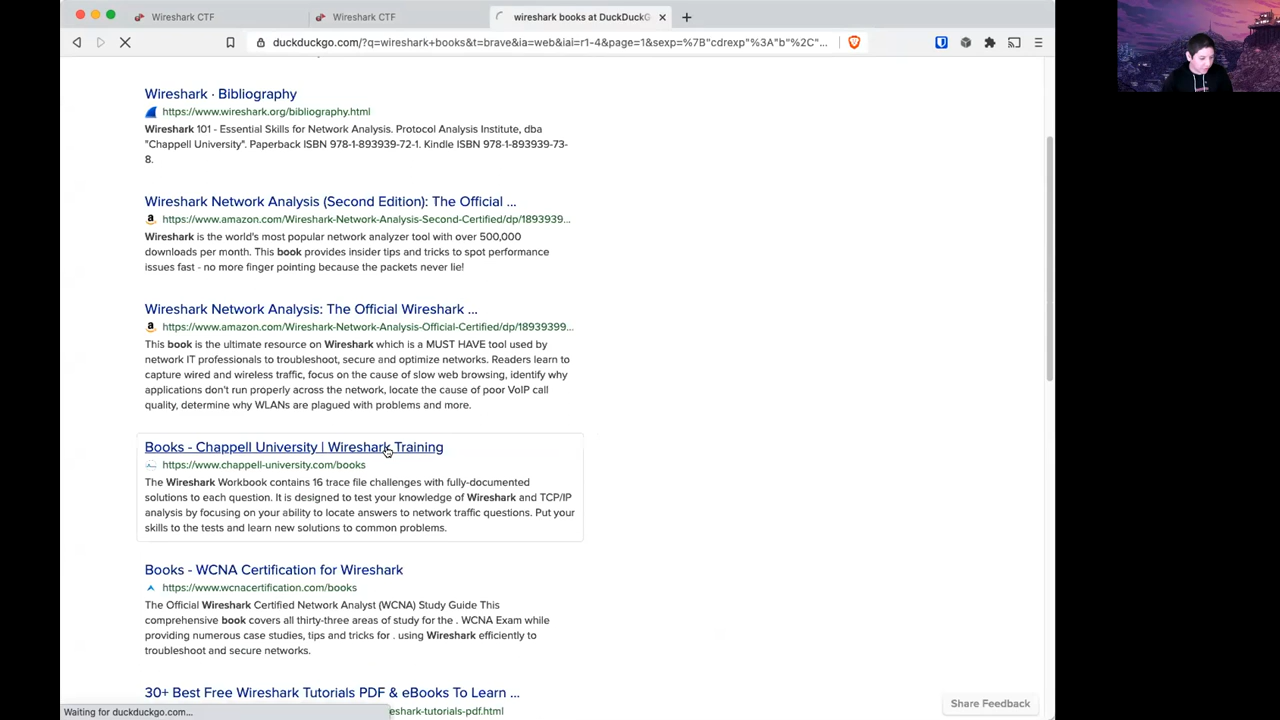 Wireshark CTF
Wireshark CTF
wireshark books at DuckDuckG
duckduckgo.com/?q=wireshark+books&t=brave&ia=web&iai=r1-4&page=1&sexp=%7B"cdrexp"%3A"b"%2C"...
Wireshark · Bibliography
https://www.wireshark.org/bibliography.html
Wireshark 101 - Essential Skills for Network Analysis. Protocol Analysis Institute, dba
"Chappell University". Paperback ISBN 978-1-893939-72-1. Kindle ISBN 978-1-893939-73-
8.
Wireshark Network Analysis (Second Edition): The Official ...
https://www.amazon.com/Wireshark-Network-Analysis-Second-Certified/dp/1893939...
Wireshark is the world's most popular network analyzer tool with over 500,000
downloads per month. This book provides insider tips and tricks to spot performance
issues fast - no more finger pointing because the packets never lie!
Wireshark Network Analysis: The Official Wireshark ...
https://www.amazon.com/Wireshark-Network-Analysis-Official-Certified/dp/18939399...
This book is the ultimate resource on Wireshark which is a MUST HAVE tool used by
network IT professionals to troubleshoot, secure and optimize networks. Readers learn to
capture wired and wireless traffic, focus on the cause of slow web browsing, identify why
applications don't run properly across the network, locate the cause of poor VoIP call
quality, determine why WLANs are plagued with problems and more.
Books - Chappell University | Wireshark Training
https://www.chappell-university.com/books
The Wireshark Workbook contains 16 trace file challenges with fully-documented
solutions to each question. It is designed to test your knowledge of Wireshark and TCP/IP
analysis by focusing on your ability to locate answers to network traffic questions. Put your
skills to the tests and learn new solutions to common problems.
Books - WCNA Certification for Wireshark
https://www.wcnacertification.com/books
The Official Wireshark Certified Network Analyst (WCNA) Study Guide This
comprehensive book covers all thirty-three areas of study for the . WCNA Exam while
providing numerous case studies, tips and tricks for . using Wireshark efficiently to
troubleshoot and secure networks.
30+ Best Free Wireshark Tutorials PDF & eBooks To Learn ...
eshark-tutorials-pdf.html
Waiting for duckduckgo.com...
Share Feedback